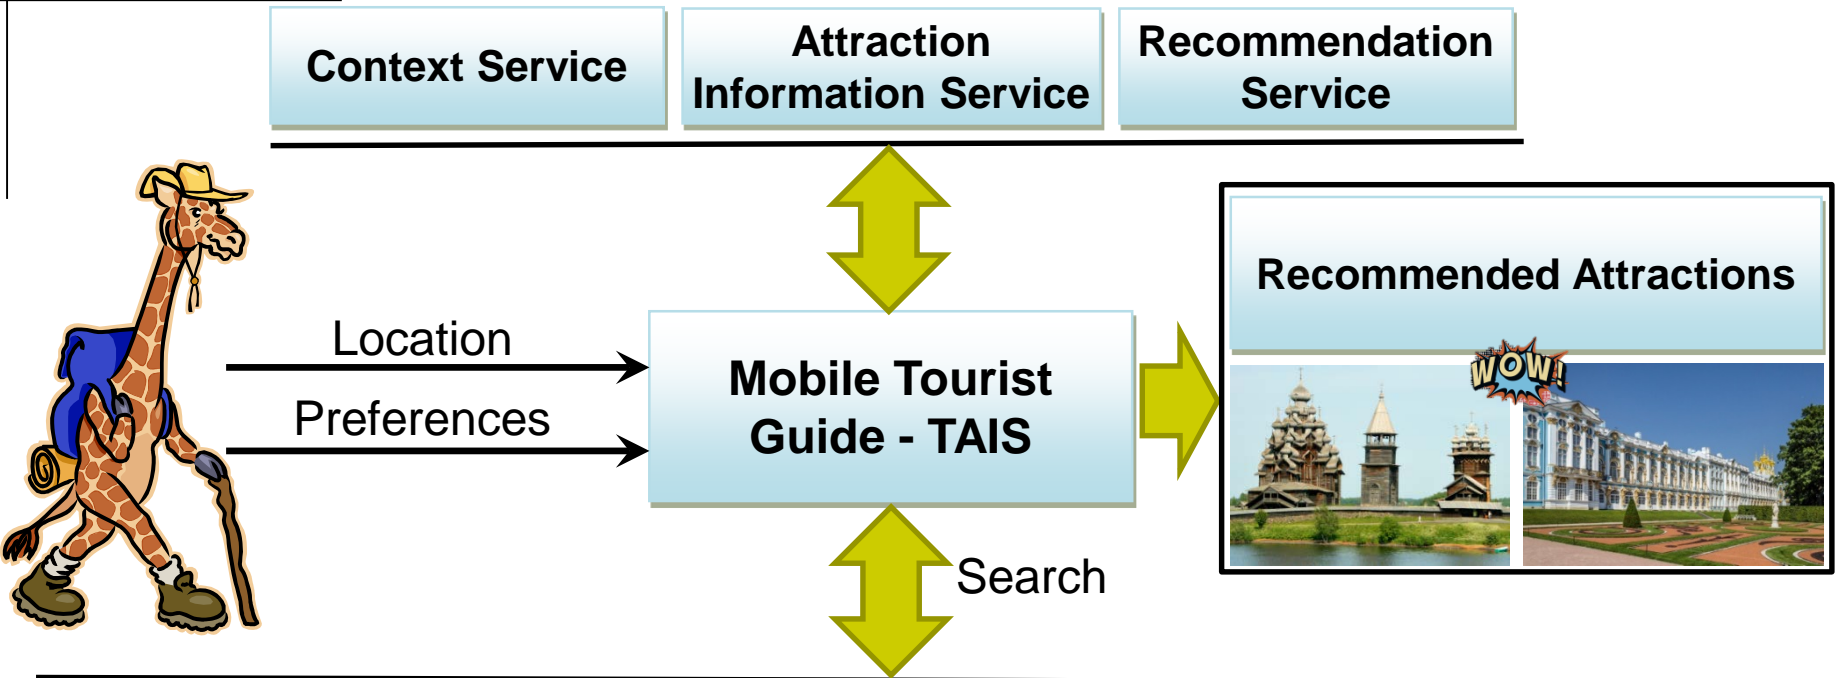 Context Service
Attraction
Information Service
Recommendation
Service
Location
Preferences
Mobile Tourist
Guide - TAIS
Recommended Attractions
WOW!
Search